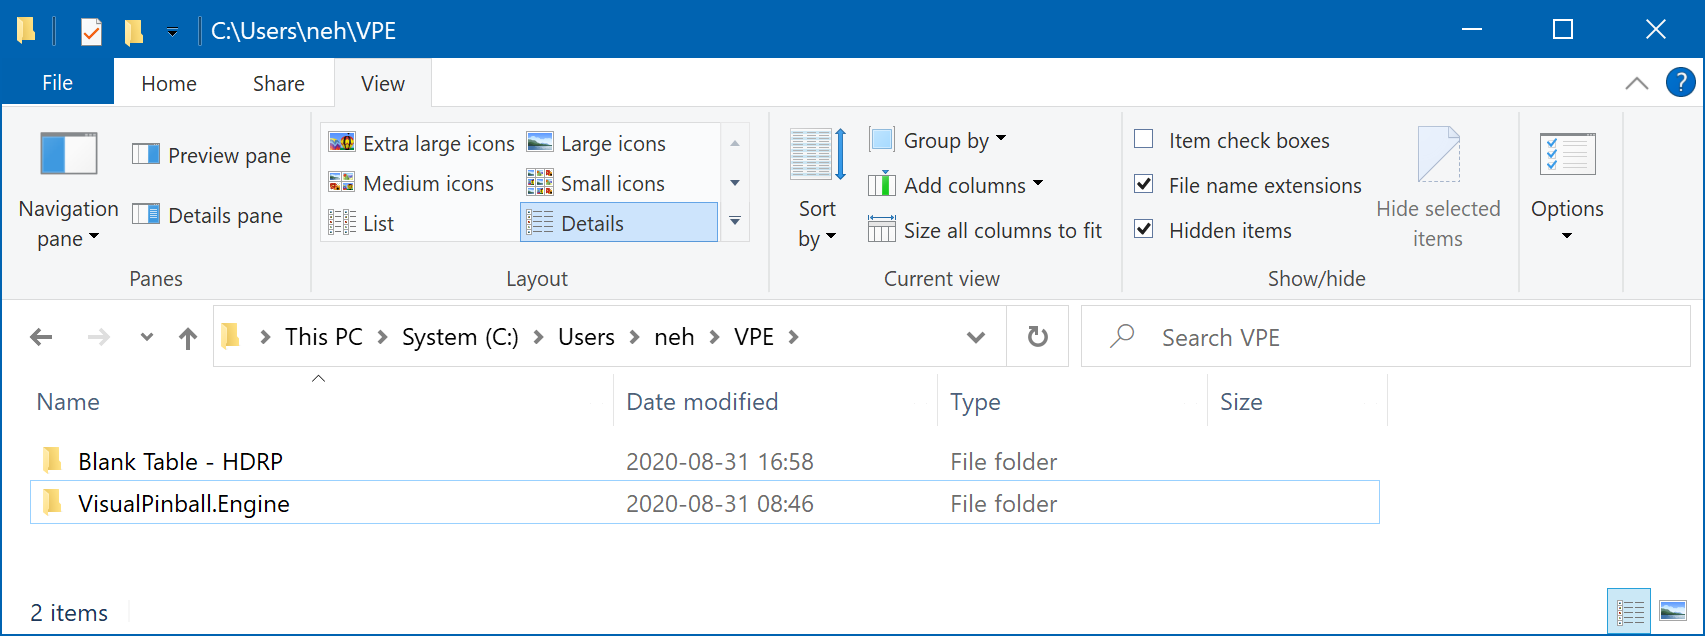 C:\Users\neh\VPE
File Home Share View ?
Extra large icons Large icons
Item check boxes
Group by
Preview pane
Medium icons Small icons
Add columns
File name extensions
Navigation pane
Details pane
List Details
Sort by
Size all columns to fit
Hidden items
Hide selected items
Options
Panes Layout Current view Show/hide
This PC System (C:) Users neh VPE Search VPE
Name Date modified Type Size
Blank Table - HDRP 2020-08-31 16:58 File folder
VisualPinball.Engine 2020-08-31 08:46 File folder
2 items